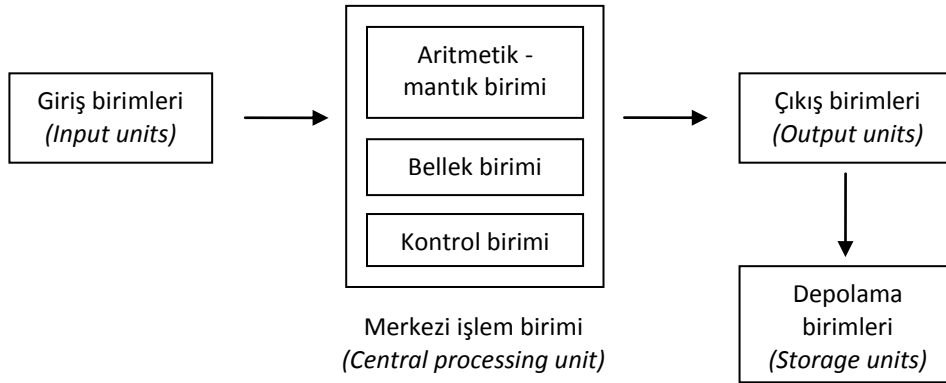 Giriş birimleri
(Input units)
Aritmetik -
mantık birimi
Bellek birimi
Kontrol birimi
Merkezi işlem birimi
(Central processing unit)
Çıkış birimleri
(Output units)
Depolama
birimleri
(Storage units)